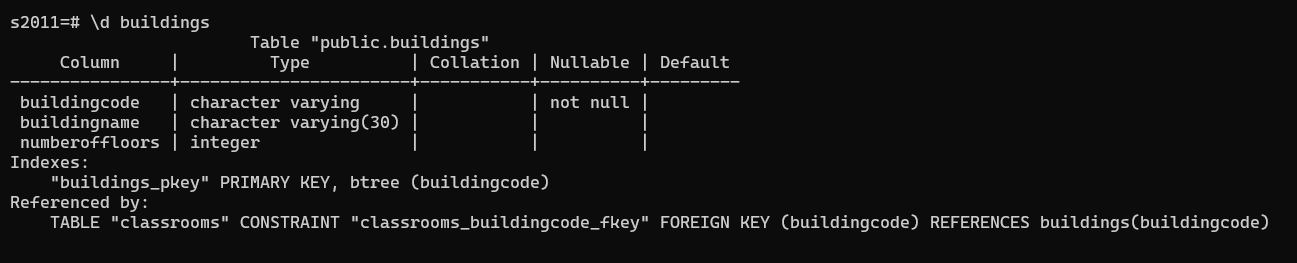 s2011=# \d buildings
                        Table "public.buildings"
     Column     |         Type          | Collation | Nullable | Default
----------------+-----------------------+-----------+----------+---------
 buildingcode   | character varying     |           | not null |
 buildingname   | character varying(30) |           |          |
 numberoffloors | integer               |           |          |
Indexes:
    "buildings_pkey" PRIMARY KEY, btree (buildingcode)
Referenced by:
    TABLE "classrooms" CONSTRAINT "classrooms_buildingcode_fkey" FOREIGN KEY (buildingcode) REFERENCES buildings(buildingcode)